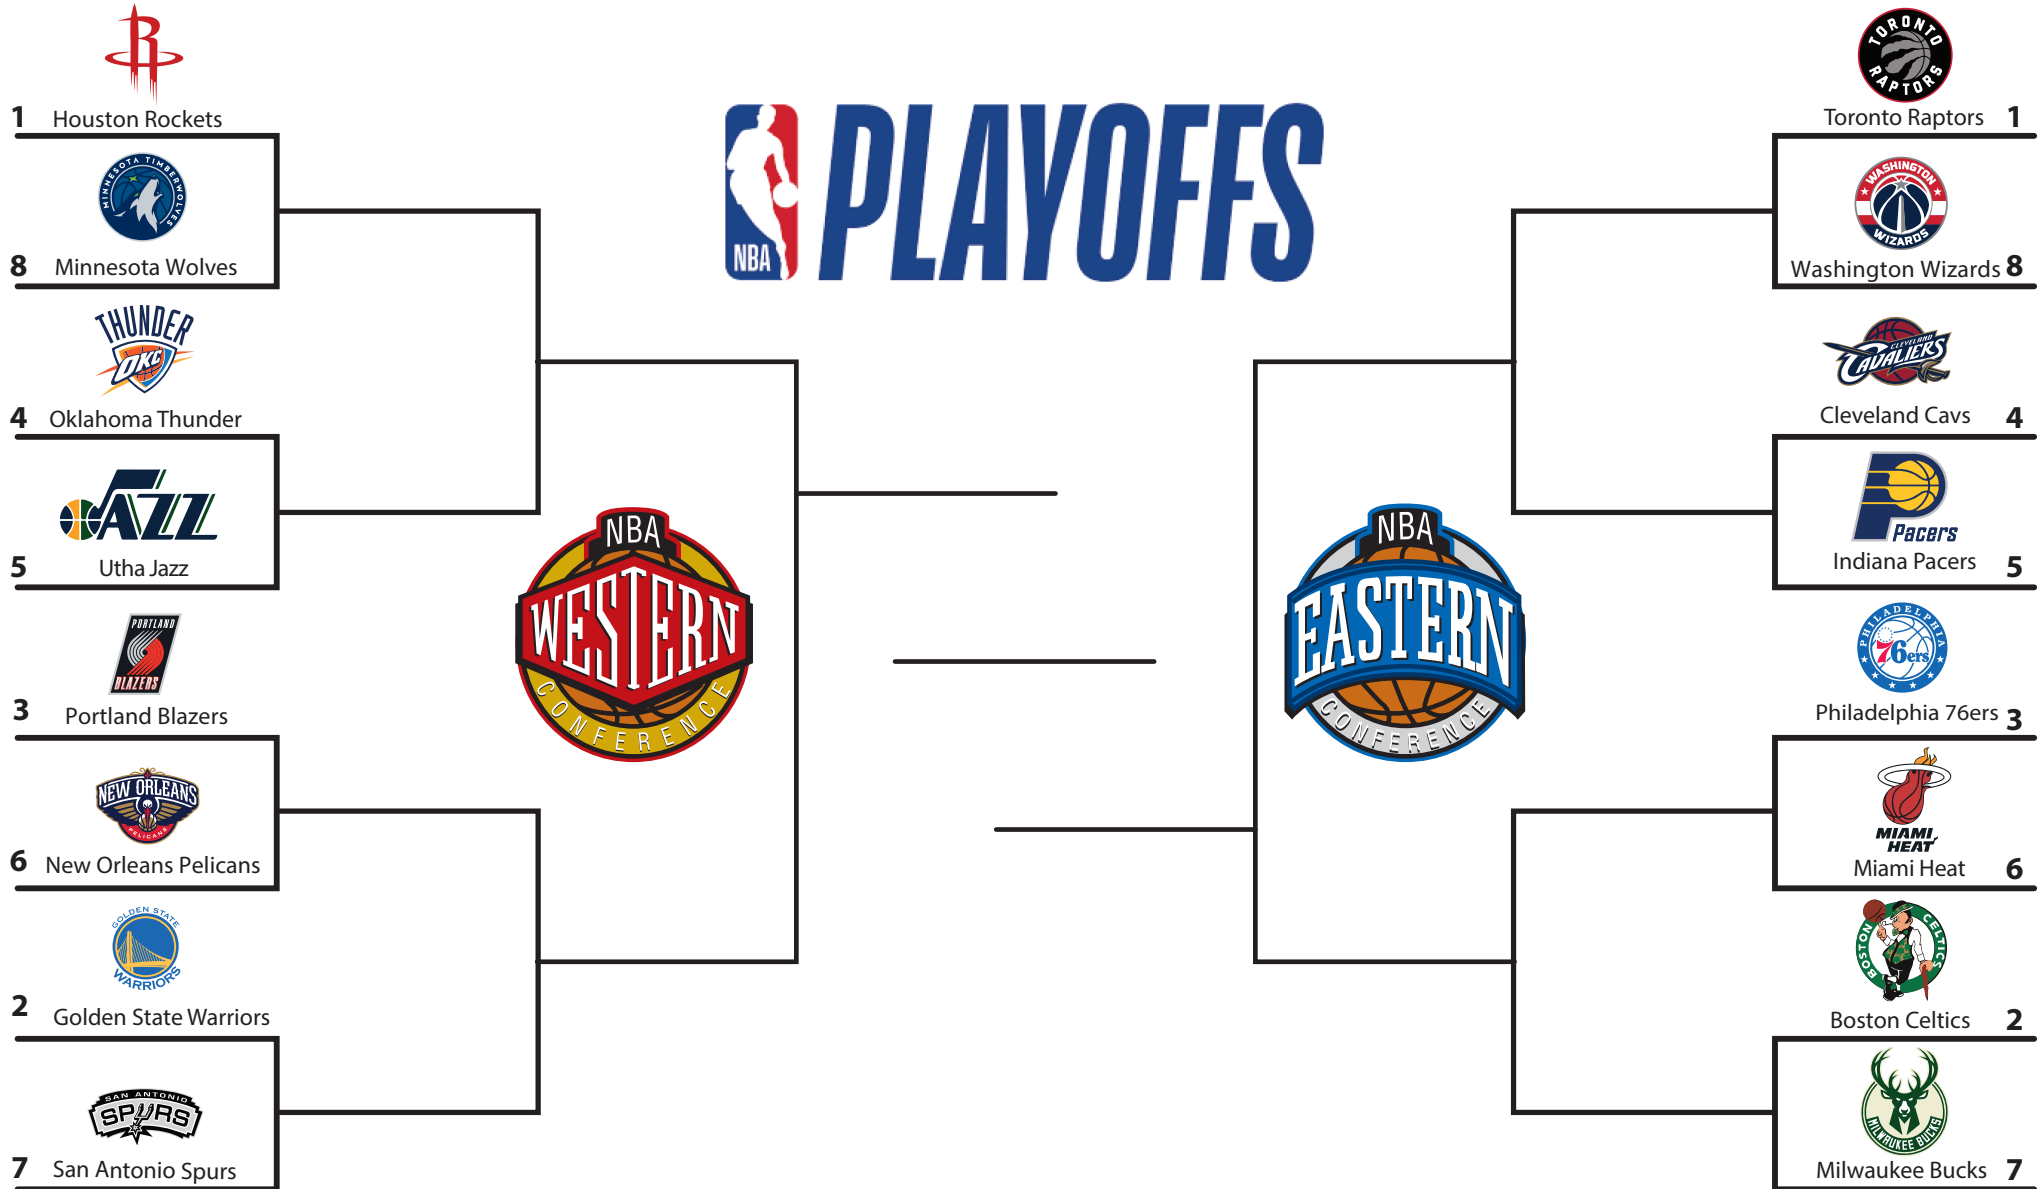 NBA
PLAYOFFS
1 Houston Rockets
MINNESOTA TIMBERWOLVES
8 Minnesota Wolves
THUNDER
OKC
4 Oklahoma Thunder
JAZZ
5 Utha Jazz
PORTLAND
BLAZERS
3 Portland Blazers
NEW ORLEANS
PELICANS
6 New Orleans Pelicans
GOLDEN STATE
WARRIORS
2 Golden State Warriors
SAN ANTONIO
SPURS
7 San Antonio Spurs
NBA
WESTERN
CONFERENCE
NBA
EASTERN
CONFERENCE
TORONTO
RAPTORS
Toronto Raptors 1
WASHINGTON
WIZARDS
Washington Wizards 8
CLEVELAND
CAVALIERS
Cleveland Cavs 4
Pacers
Indiana Pacers 5
PHILADELPHIA
76ers
Philadelphia 76ers 3
MIAMI
HEAT
Miami Heat 6
BOSTON CELTICS
Boston Celtics 2
MILWAUKEE BUCKS
Milwaukee Bucks 7